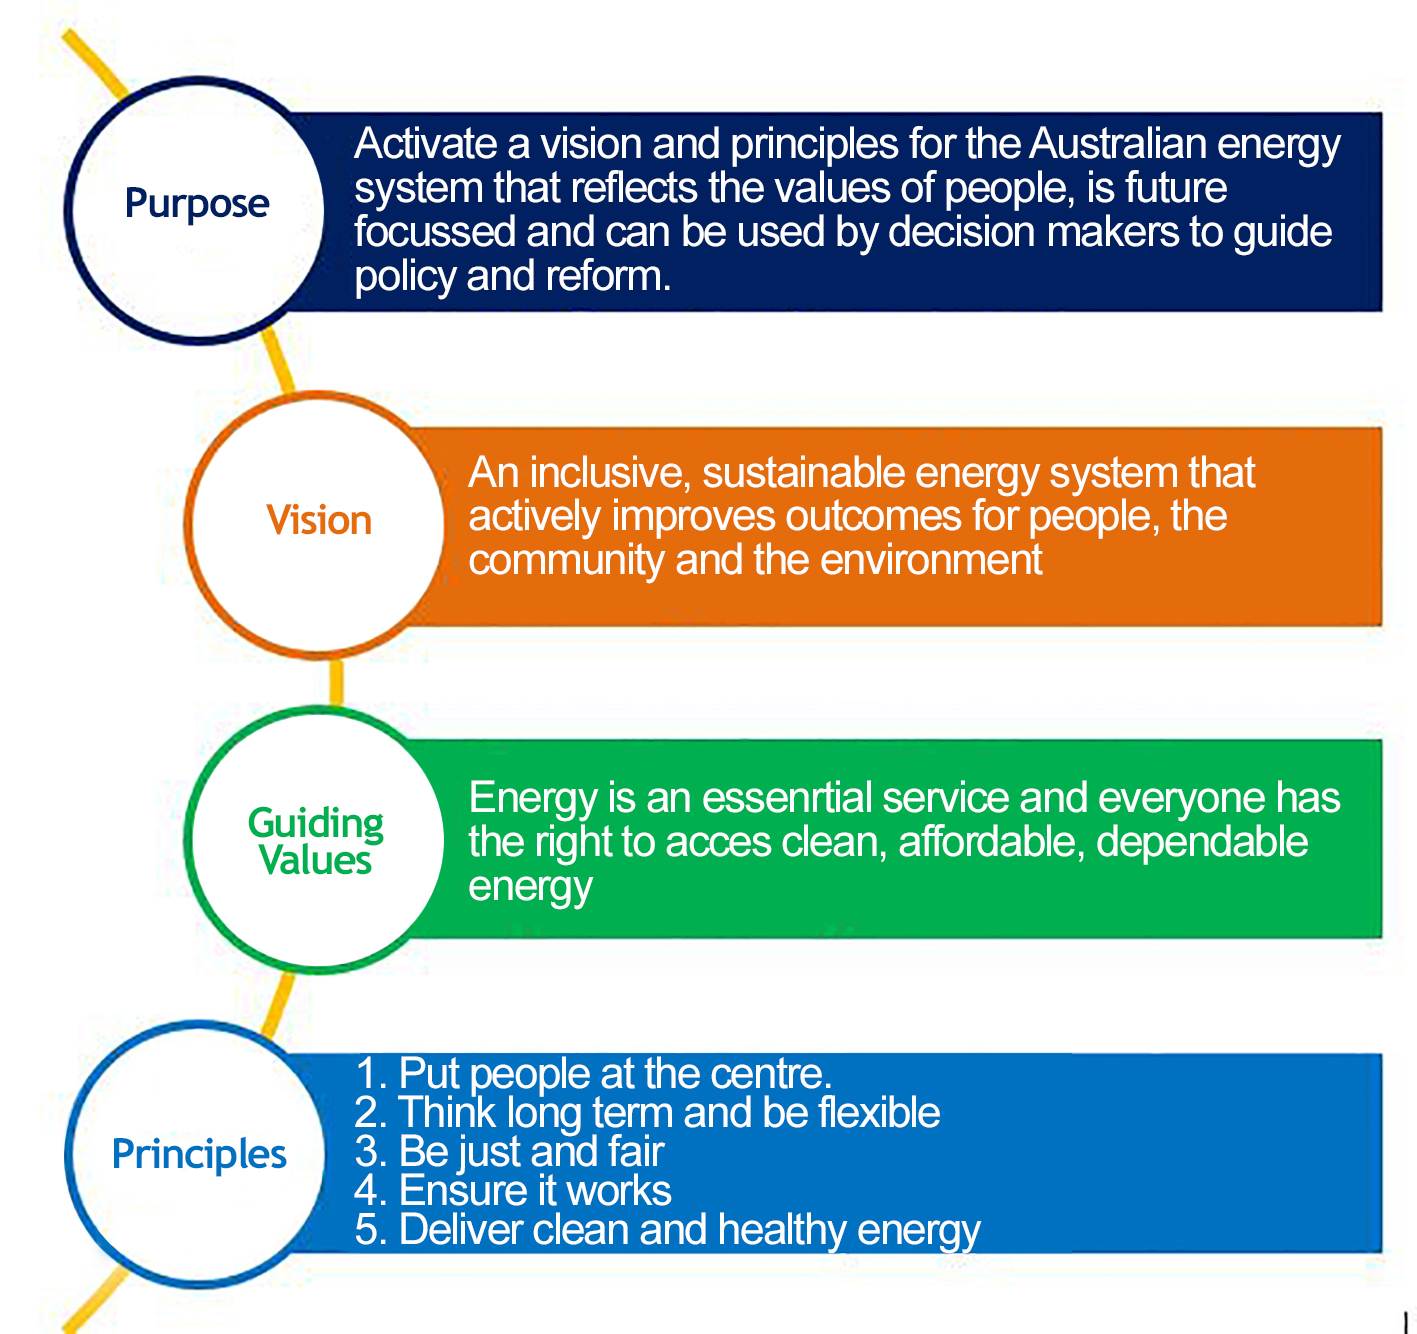 Purpose
Activate a vision and principles for the Australian energy
system that reflects the values of people, is future
focussed and can be used by decision makers to guide
policy and reform.
Vision
An inclusive, sustainable energy system that
actively improves outcomes for people, the
community and the environment
Guiding
Values
Energy is an essenrtial service and everyone has
the right to acces clean, affordable, dependable
energy
Principles
1. Put people at the centre.
2. Think long term and be flexible
3. Be just and fair
4. Ensure it works
5. Deliver clean and healthy energy